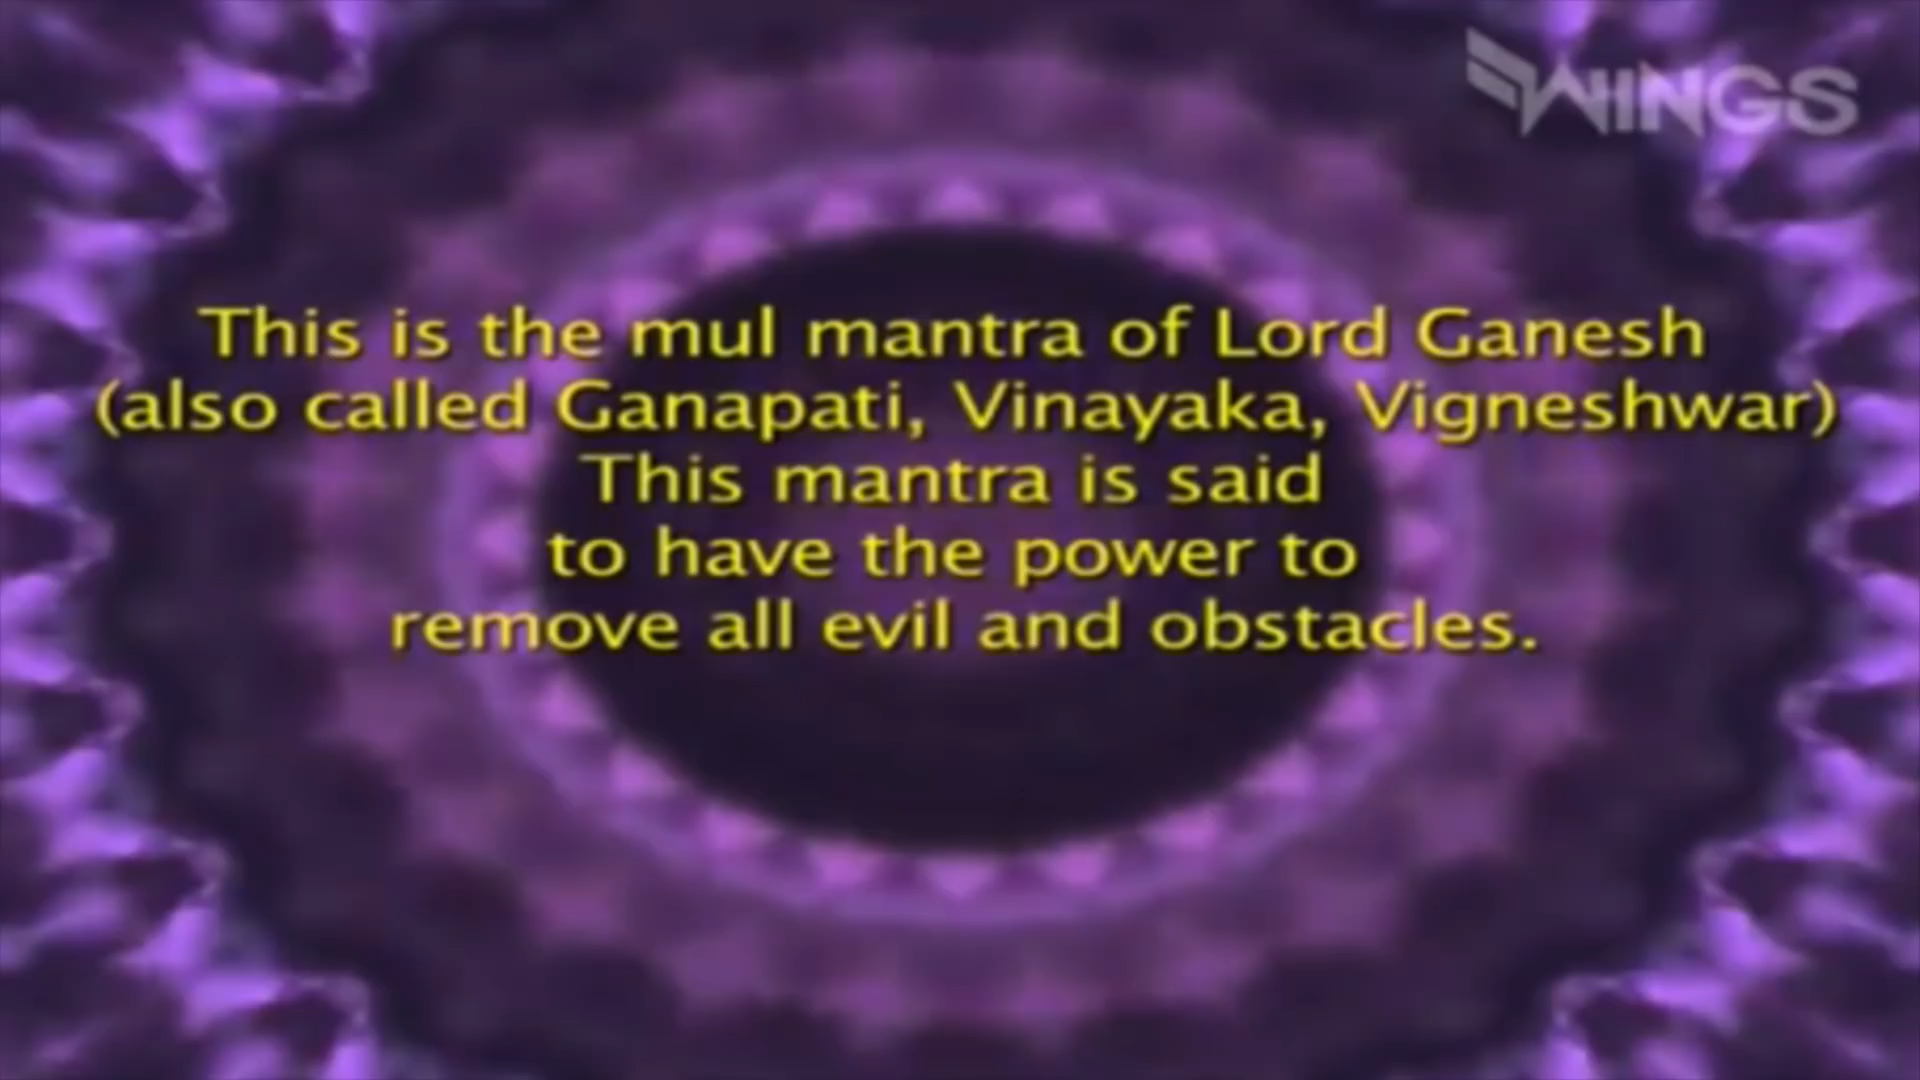 WINGS
This is the mul mantra of Lord Ganesh
(also called Ganapati, Vinayaka, Vigneshwar)
This mantra is said
to have the power to
remove all evil and obstacles.